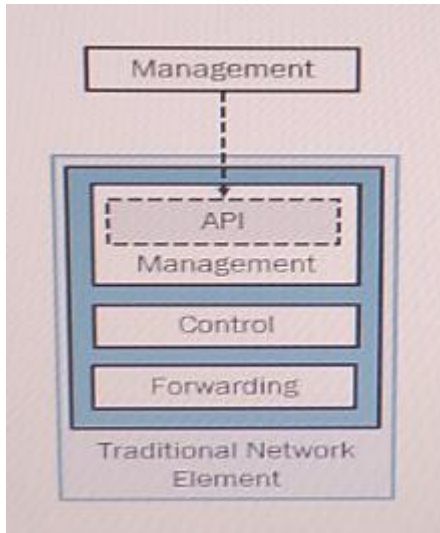 Management
API
Management
Control
Forwarding
Traditional Network
Element